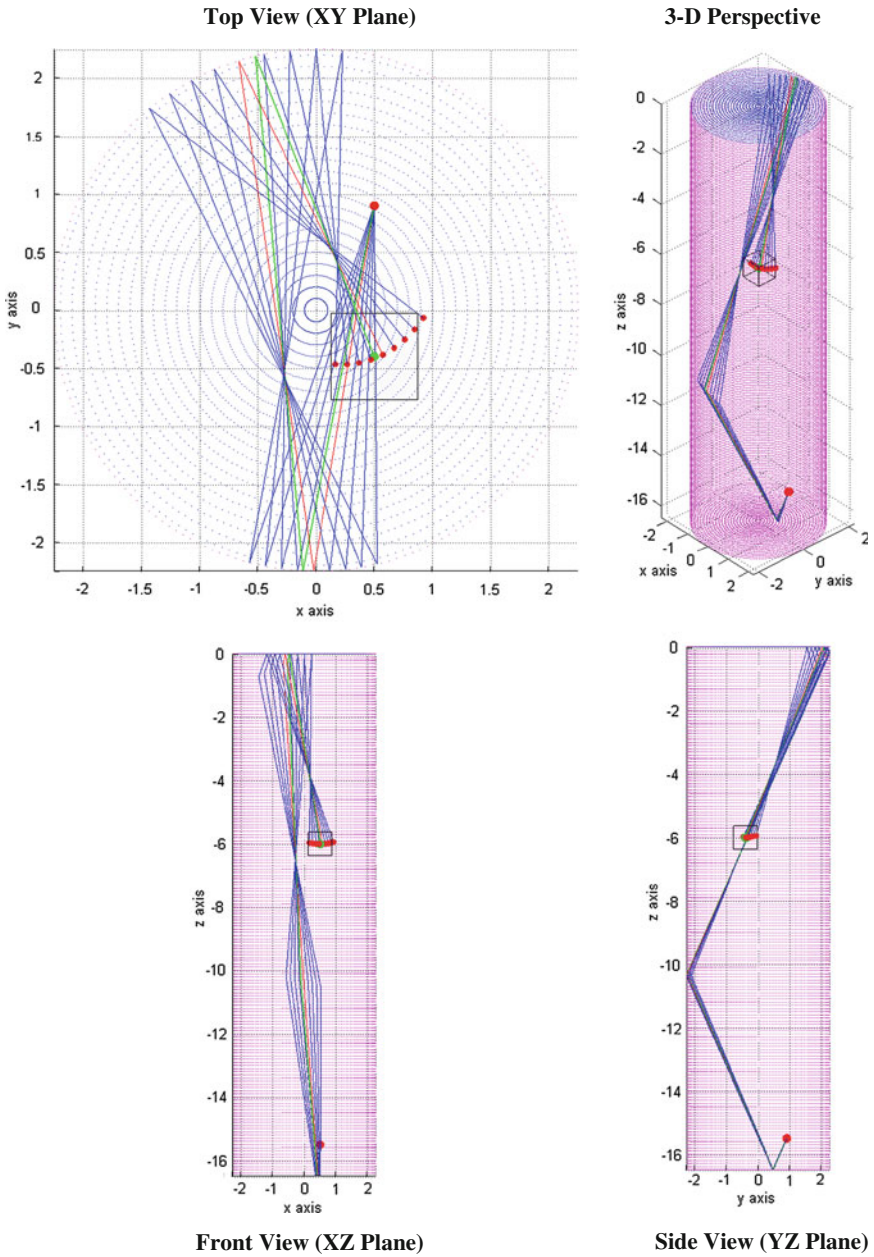 Top View (XY Plane)
3-D Perspective
2
1.5
1
0.5
0
-0.5
-1
-1.5
-2
y axis
-2 -1.5 -1 -0.5 0 0.5 1 1.5 2
x axis
0
-2
-4
-6
-8
-10
-12
-14
-16
z axis
-2
-1
0
1
2
x axis
-2
0
2
y axis
0
-2
-4
-6
-8
-10
-12
-14
-16
z axis
-2 -1 0 1 2
x axis
0
-2
-4
-6
-8
-10
-12
-14
-16
z axis
-2 -1 0 1 2
y axis
Front View (XZ Plane)
Side View (YZ Plane)